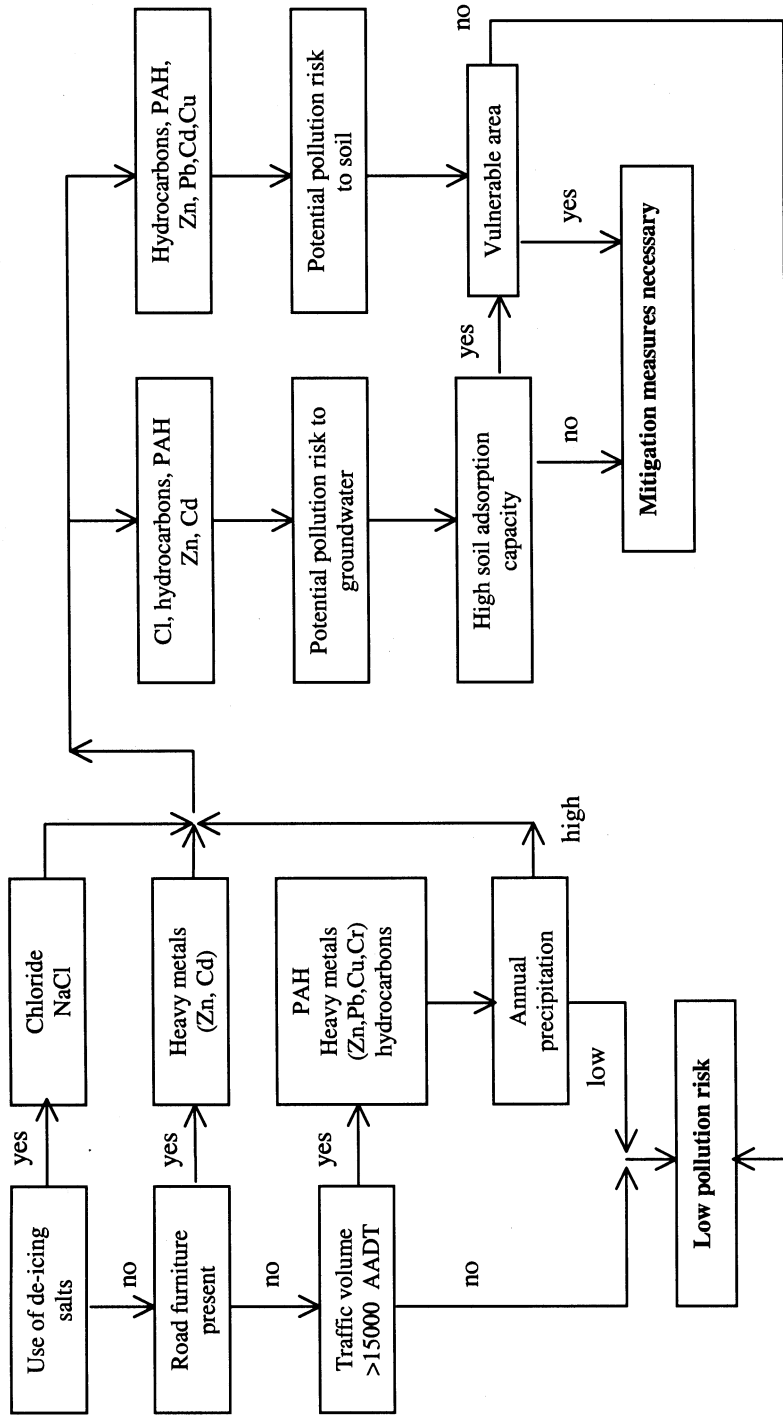 Use of de-icing
salts
yes
Chloride
NaCl
no
Road furniture
present
yes
Heavy metals
(Zn, Cd)
no
Traffic volume
>15000 AADT
yes
PAH
Heavy metals
(Zn,Pb,Cu,Cr)
hydrocarbons
no
Annual
precipitation
high
low
Low pollution risk
Cl, hydrocarbons, PAH
Zn, Cd
Potential pollution risk to
groundwater
High soil adsorption
capacity
yes
no
Hydrocarbons, PAH,
Zn, Pb,Cd,Cu
Potential pollution risk
to soil
Vulnerable area
no
yes
Mitigation measures necessary